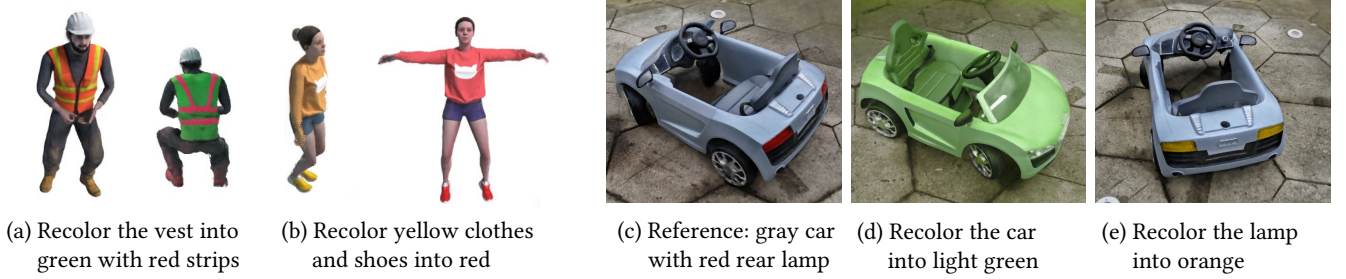 (a) Recolor the vest into
green with red strips
(b) Recolor yellow clothes
and shoes into red
(c) Reference: gray car
with red rear lamp
(d) Recolor the car
into light green
(e) Recolor the lamp
into orange